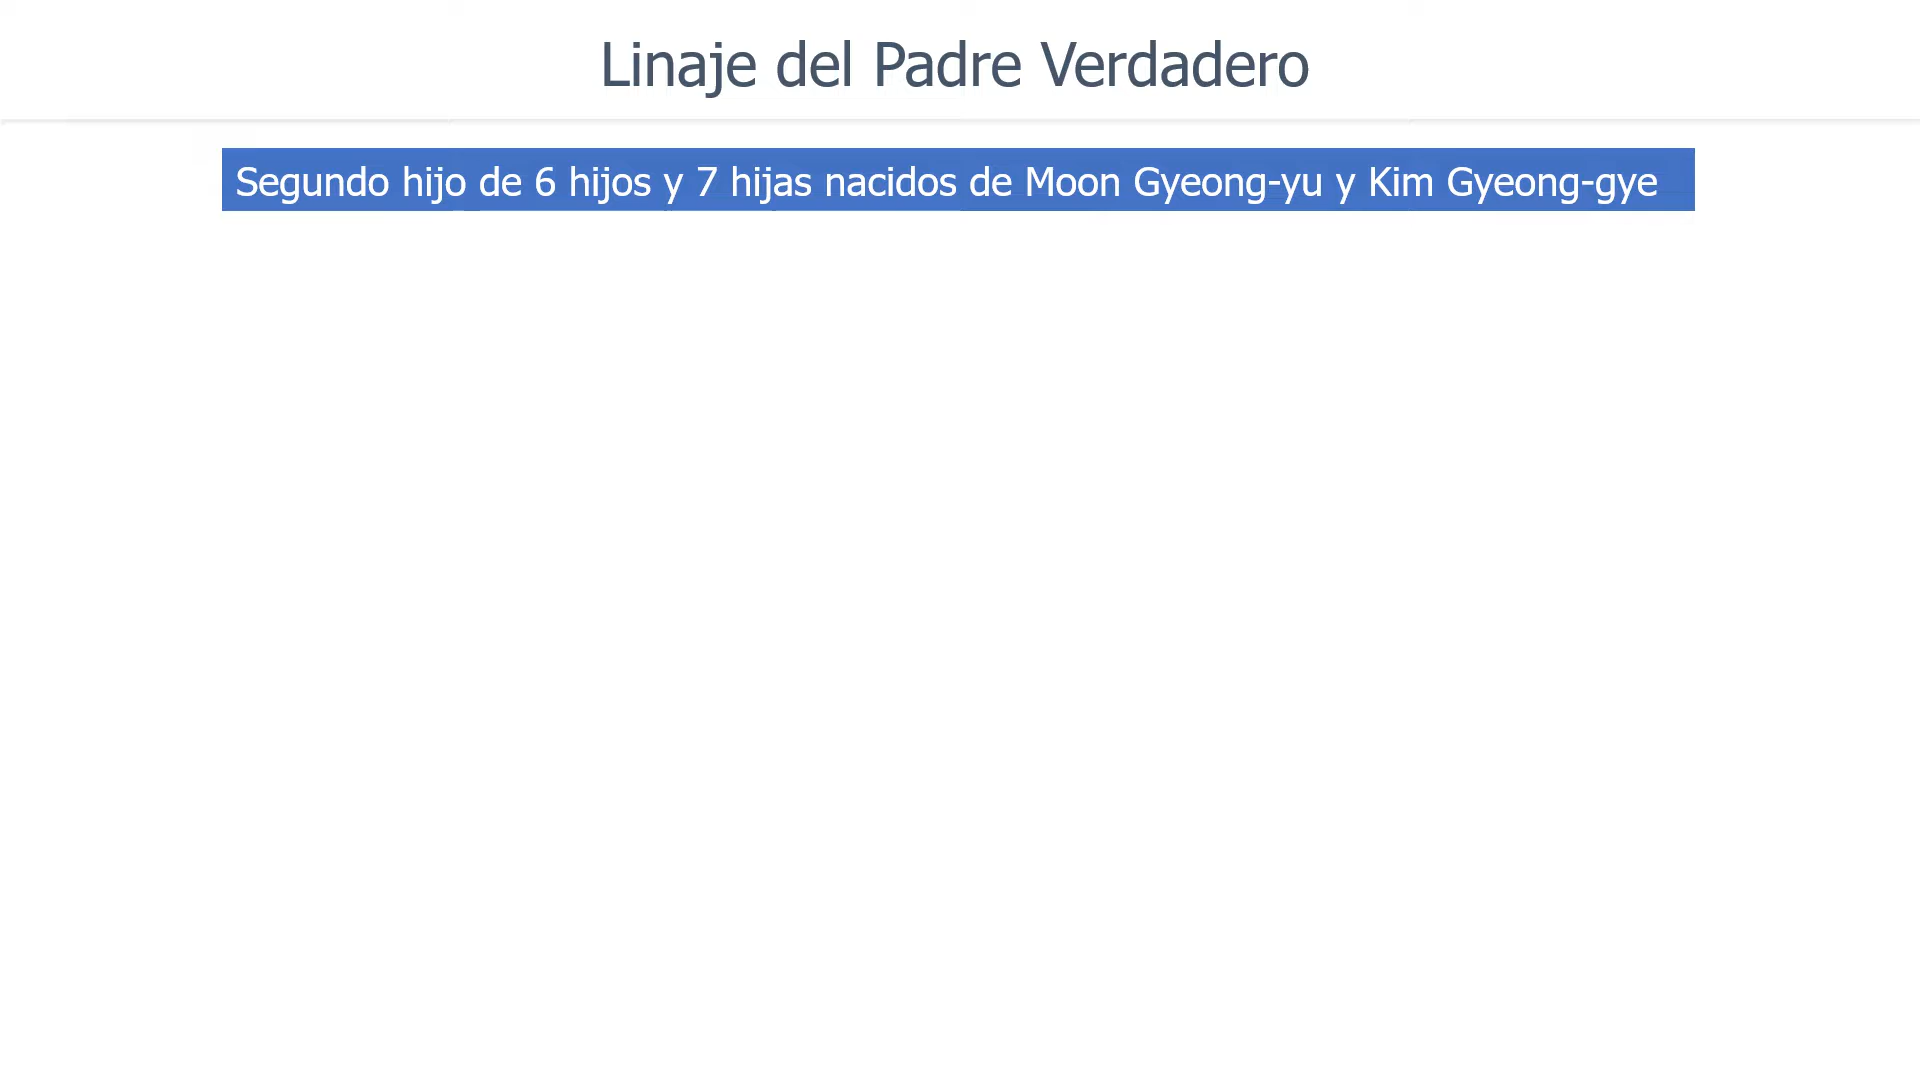 Linaje del Padre Verdadero
Segundo hijo de 6 hijos y 7 hijas nacidos de Moon Gyeong-yu y Kim Gyeong-gye